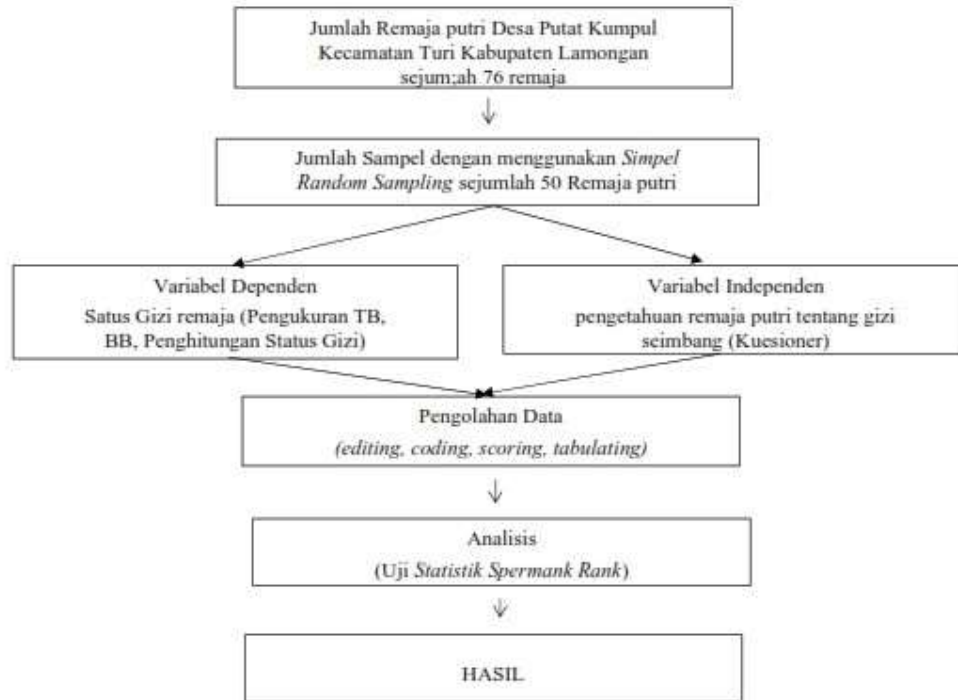 Jumlah Remaja putri Desa Putat Kumpul
Kecamatan Turi Kabupaten Lamongan
sejum;ah 76 remaja
Jumlah Sampel dengan menggunakan Simpel
Random Sampling sejumlah 50 Remaja putri
Variabel Dependen
Satus Gizi remaja (Pengukuran TB,
BB, Penghitungan Status Gizi)
Variabel Independen
pengetahuan remaja putri tentang gizi
seimbang (Kuesioner)
Pengolahan Data
(editing, coding, scoring, tabulating)
Analisis
(Uji Statistik Spermank Rank)
HASIL